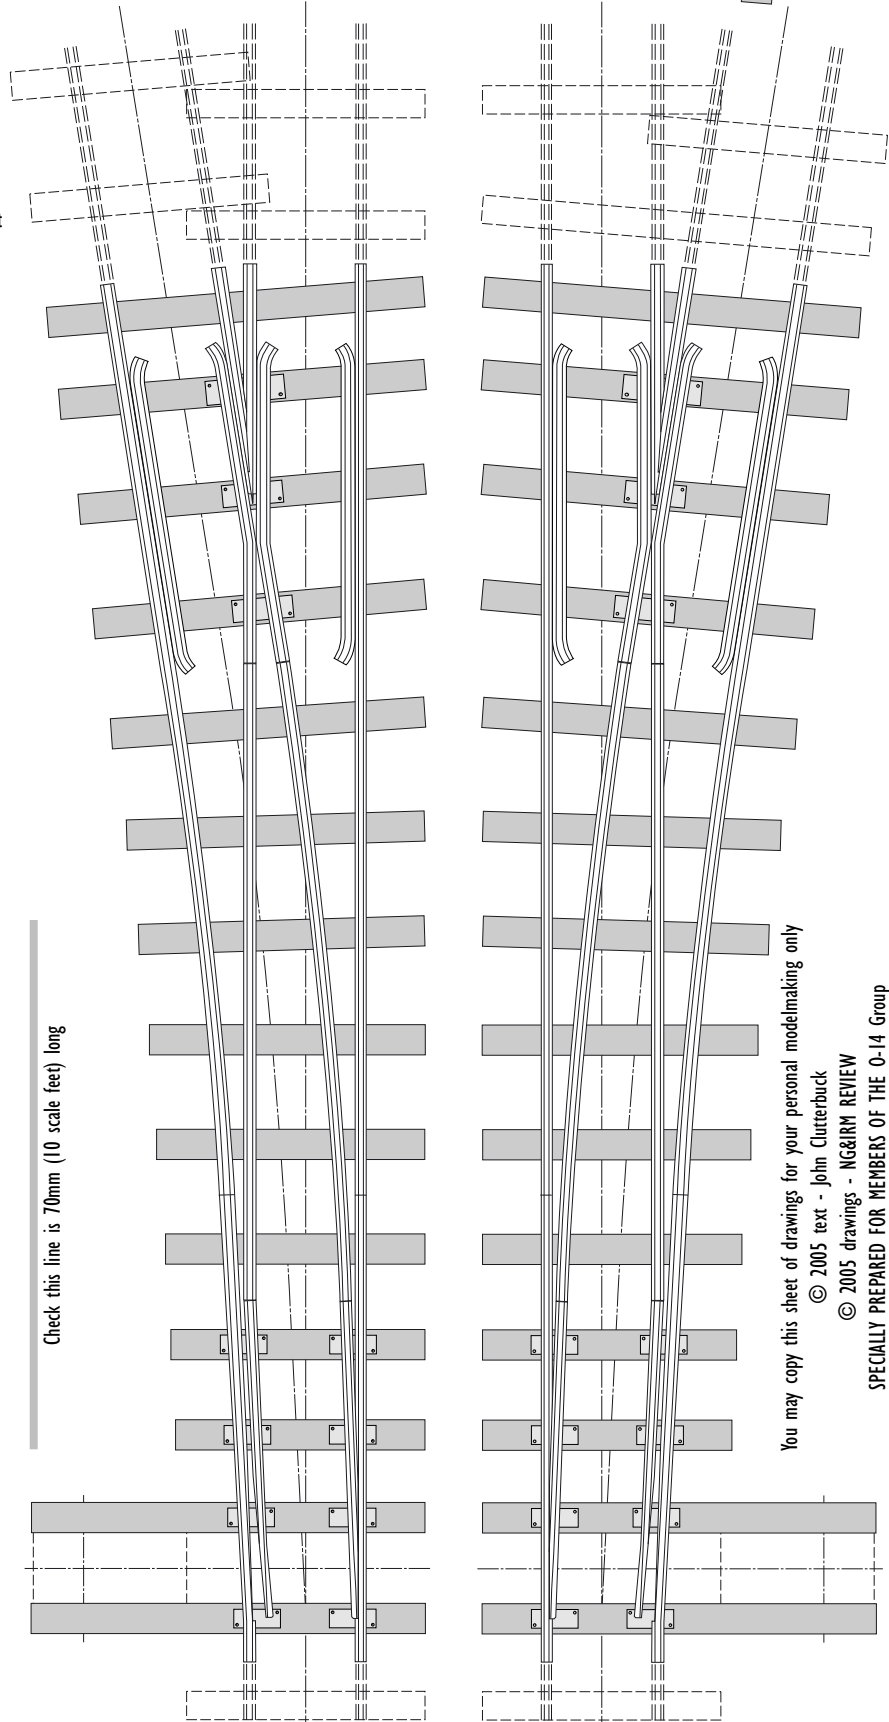 Check this line is 70mm (10 scale feet) long
You may copy this sheet of drawings for your personal modelmaking only
© 2005 text - John Clutterbuck
© 2005 drawings - NG&IRM REVIEW
SPECIALLY PREPARED FOR MEMBERS OF THE O-14 Group